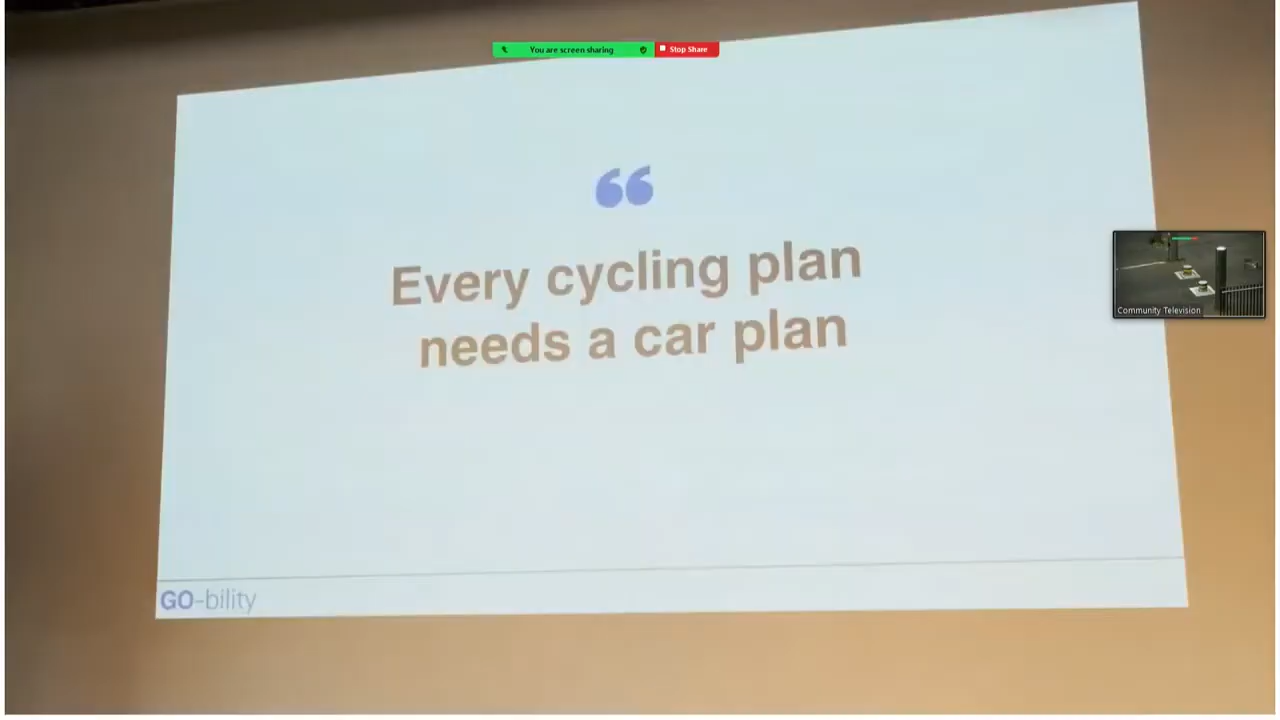 You are screen sharing
Stop Share
“
Every cycling plan
needs a car plan
Community Television
GO-bility